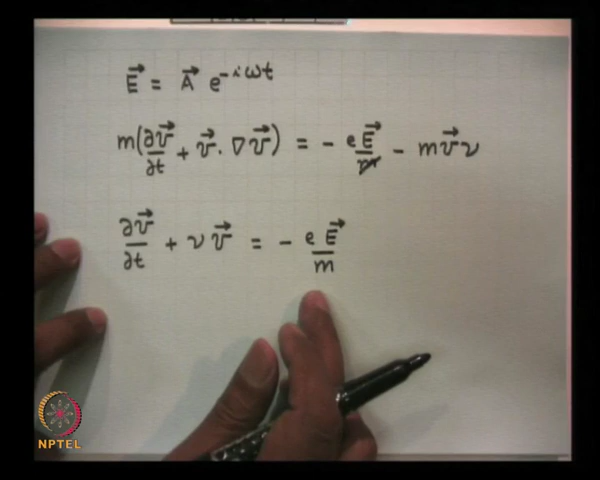 E⃗ = A⃗ e^{-iωt}
m(∂v⃗/∂t + v⃗ . ∇v⃗) = - eE⃗/m̸ - mv⃗ν
∂v⃗/∂t + νv⃗ = - eE⃗/m
NPTEL